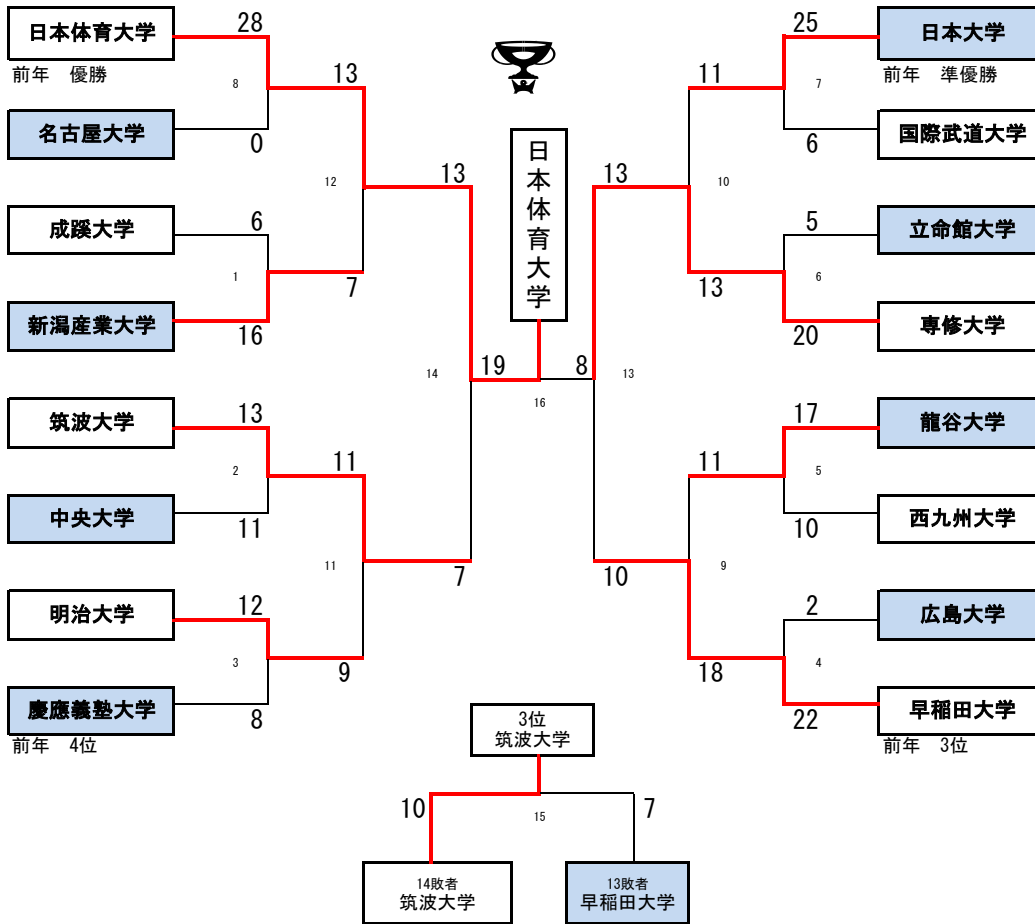 日本体育大学
前年 優勝
28
8
0
名古屋大学
13
12
7
成蹊大学
6
1
16
新潟産業大学
13
14
7
筑波大学
13
2
11
中央大学
11
11
9
明治大学
12
3
8
慶應義塾大学
前年 4位
日本体育大学
19
16
8
25
日本大学
前年 準優勝
7
6
国際武道大学
11
10
13
5
立命館大学
6
20
専修大学
13
13
10
17
龍谷大学
5
10
西九州大学
11
9
18
2
広島大学
4
22
早稲田大学
前年 3位
3位
筑波大学
10
15
7
14敗者
筑波大学
13敗者
早稲田大学